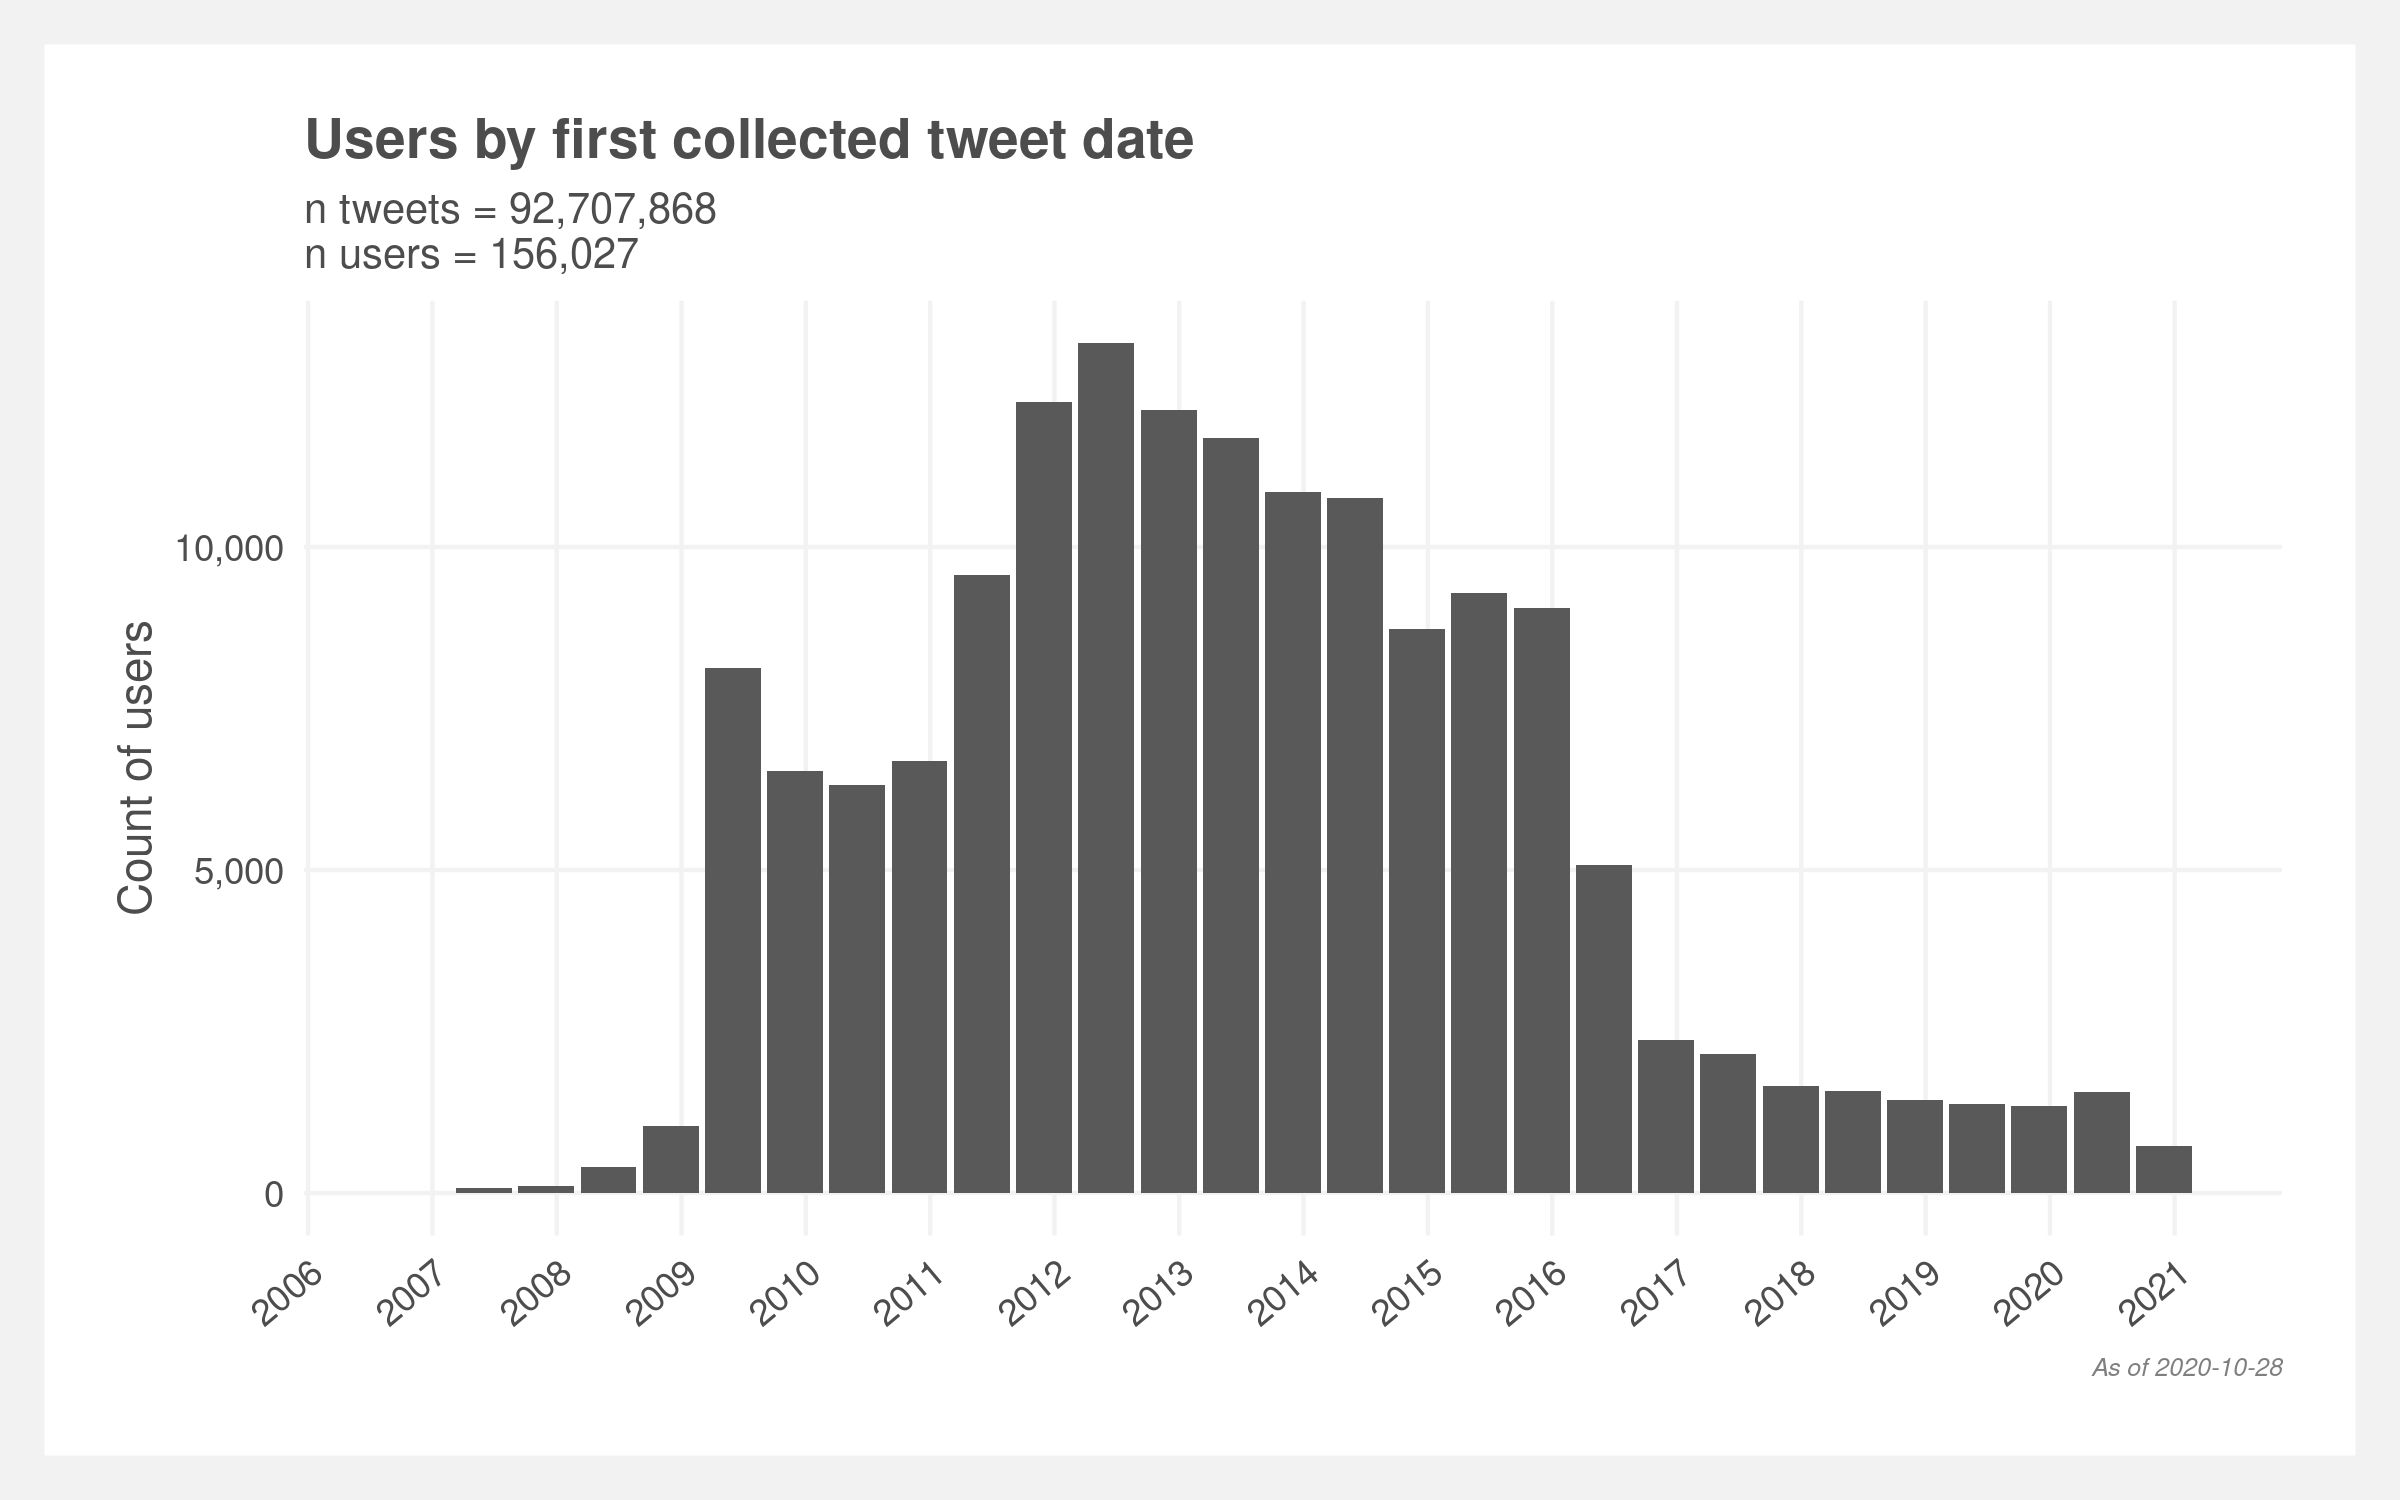 Users by first collected tweet date
n tweets = 92,707,868
n users = 156,027
Count of users
10,000
5,000
0
2006 2007 2008 2009 2010 2011 2012 2013 2014 2015 2016 2017 2018 2019 2020 2021
As of 2020-10-28